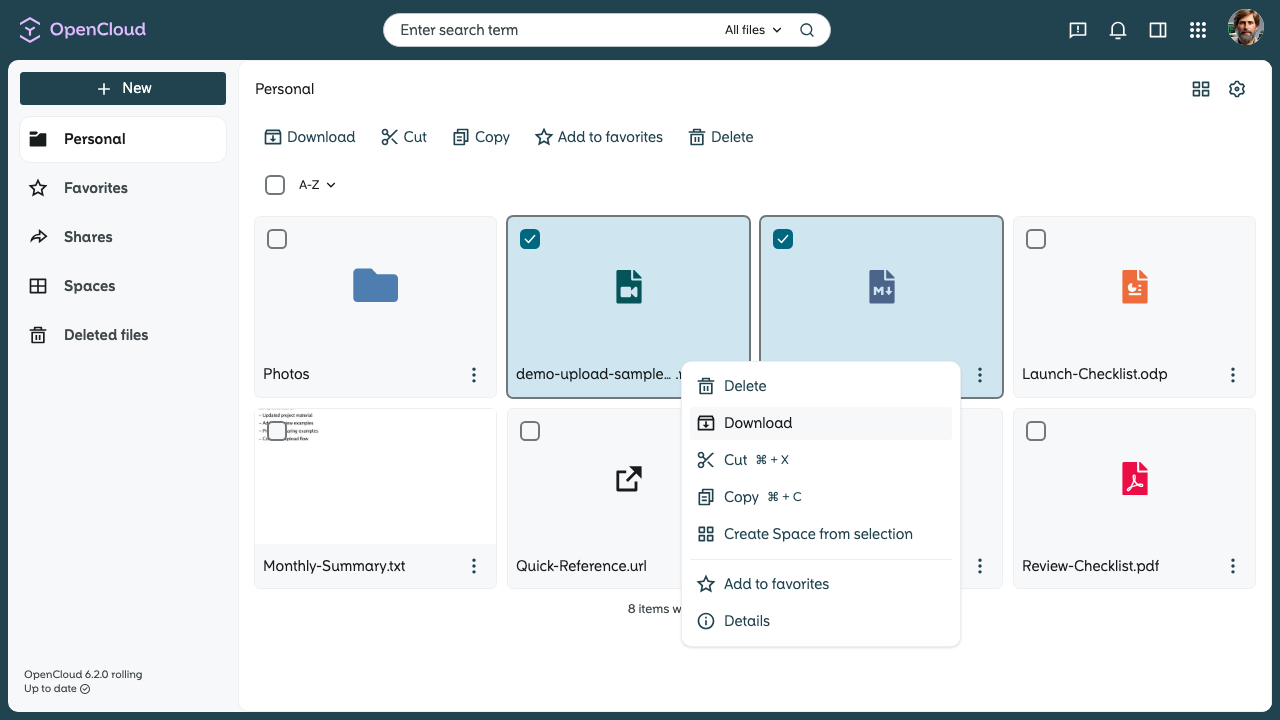 OpenCloud
Enter search term
All files
New
Personal
Favorites
Shares
Spaces
Deleted files
OpenCloud 6.2.0 rolling
Up to date
Personal
Download
Cut
Copy
Add to favorites
Delete
A-Z
Photos
demo-upload-sample…
Launch-Checklist.odp
- Updated project material
Monthly-Summary.txt
Quick-Reference.url
Review-Checklist.pdf
8 items
Delete
Download
Cut ⌘ + X
Copy ⌘ + C
Create Space from selection
Add to favorites
Details